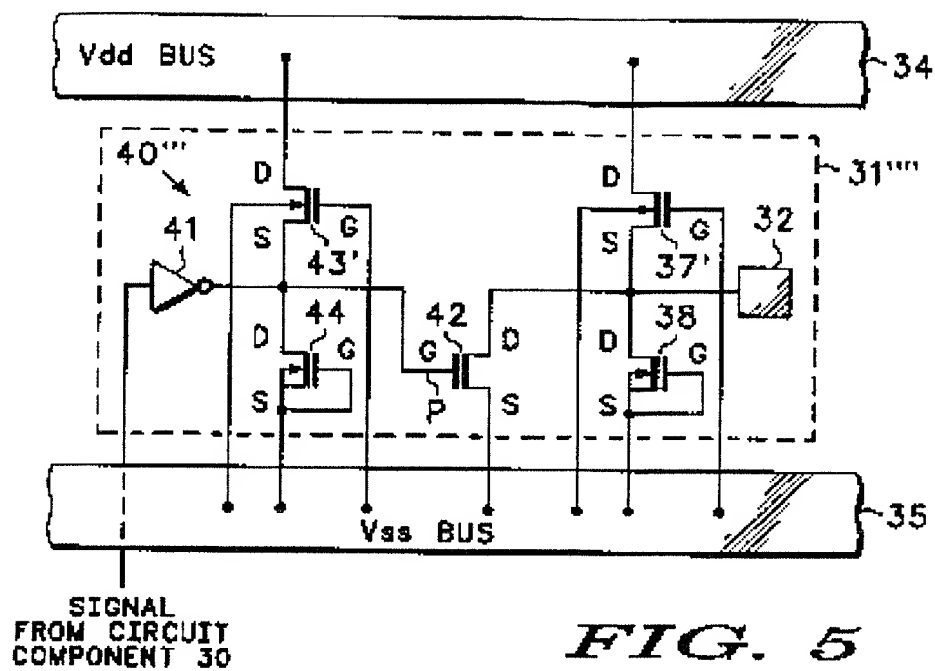 Vdd BUS
34
40'''
31''''
D
D
41
S
G
43'
S
G
37'
32
44
42
38
D
G
G
D
D
G
S
P
S
S
Vss BUS
35
SIGNAL
FROM CIRCUIT
COMPONENT 30
FIG. 5